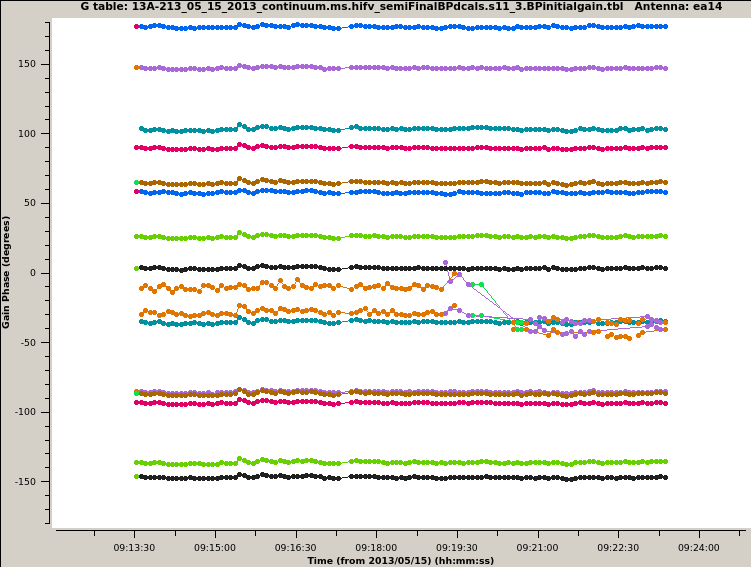 G table: 13A-213_05_15_2013_continuum.ms.hifv_semiFinalBPdcals.s11_3.BPinitialgain.tbl   Antenna: ea14
Gain Phase (degrees)
150
100
50
0
-50
-100
-150
09:13:30 09:15:00 09:16:30 09:18:00 09:19:30 09:21:00 09:22:30 09:24:00
Time (from 2013/05/15) (hh:mm:ss)